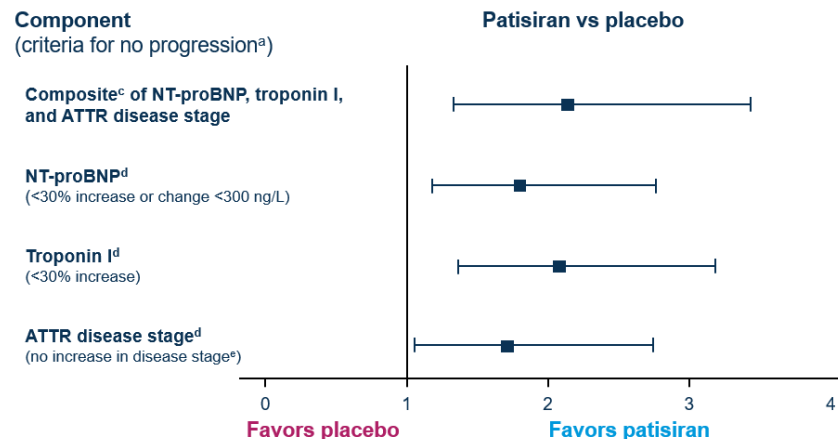 Component
(criteria for no progressionᵃ)
Patisiran vs placebo
Compositeᶜ of NT-proBNP, troponin I,
and ATTR disease stage
NT-proBNPᵈ
(<30% increase or change <300 ng/L)
Troponin Iᵈ
(<30% increase)
ATTR disease stageᵈ
(no increase in disease stageᵉ)
0 1 2 3 4
Favors placebo
Favors patisiran